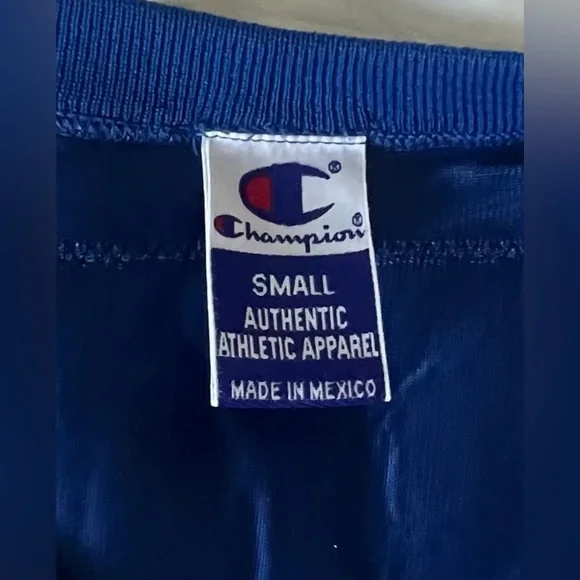 Champion
SMALL
AUTHENTIC
ATHLETIC APPAREL
MADE IN MEXICO